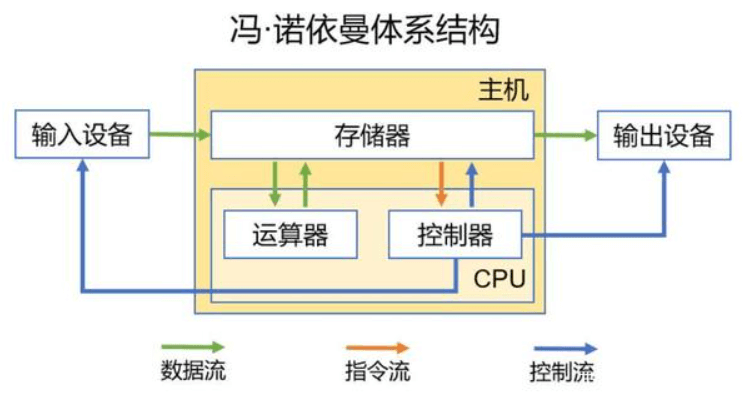 冯·诺依曼体系结构
主机
输入设备
存储器
输出设备
运算器
控制器
CPU
数据流
指令流
控制流